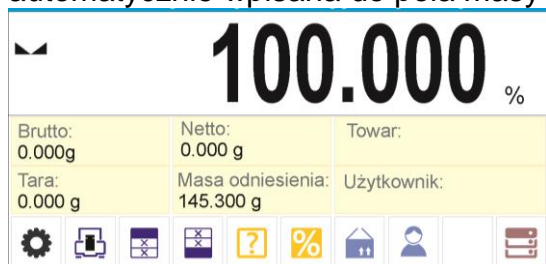 automatycznie wpisana do pola masy
100.000 %
Brutto: Netto: Towar:
0.000g 0.000 g
Tara: Masa odniesienia: Użytkownik:
0.000 g 145.300 g
? %